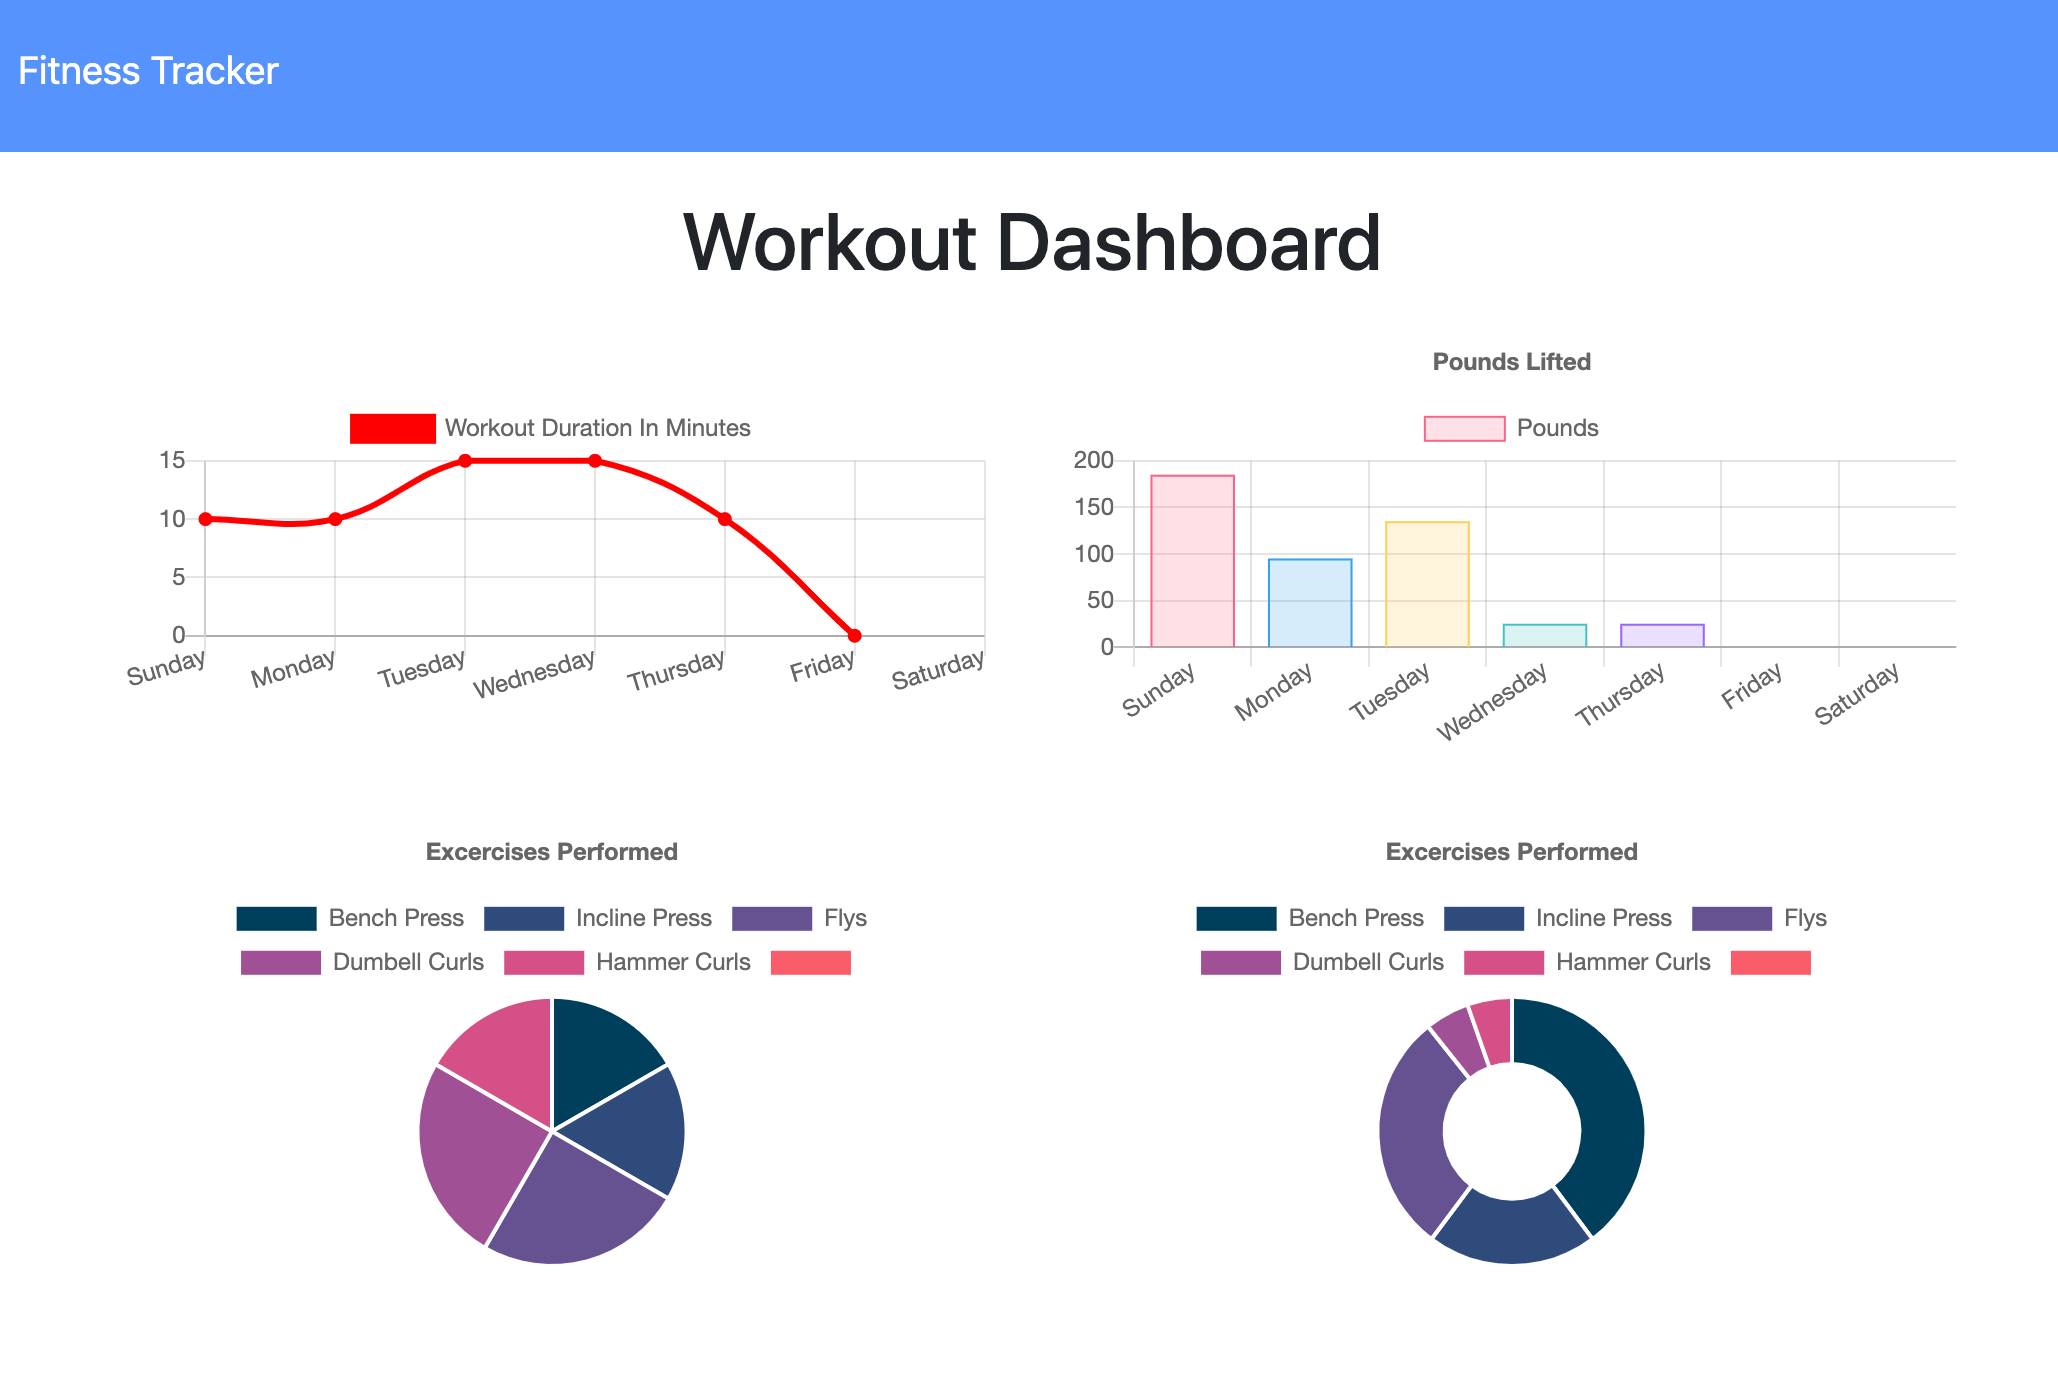 Fitness Tracker
Workout Dashboard
Workout Duration In Minutes
15
10
5
0
Sunday Monday Tuesday Wednesday Thursday Friday Saturday
Pounds Lifted
Pounds
200
150
100
50
0
Sunday Monday Tuesday Wednesday Thursday Friday Saturday
Excercises Performed
Bench Press Incline Press Flys
Dumbell Curls Hammer Curls
Excercises Performed
Bench Press Incline Press Flys
Dumbell Curls Hammer Curls